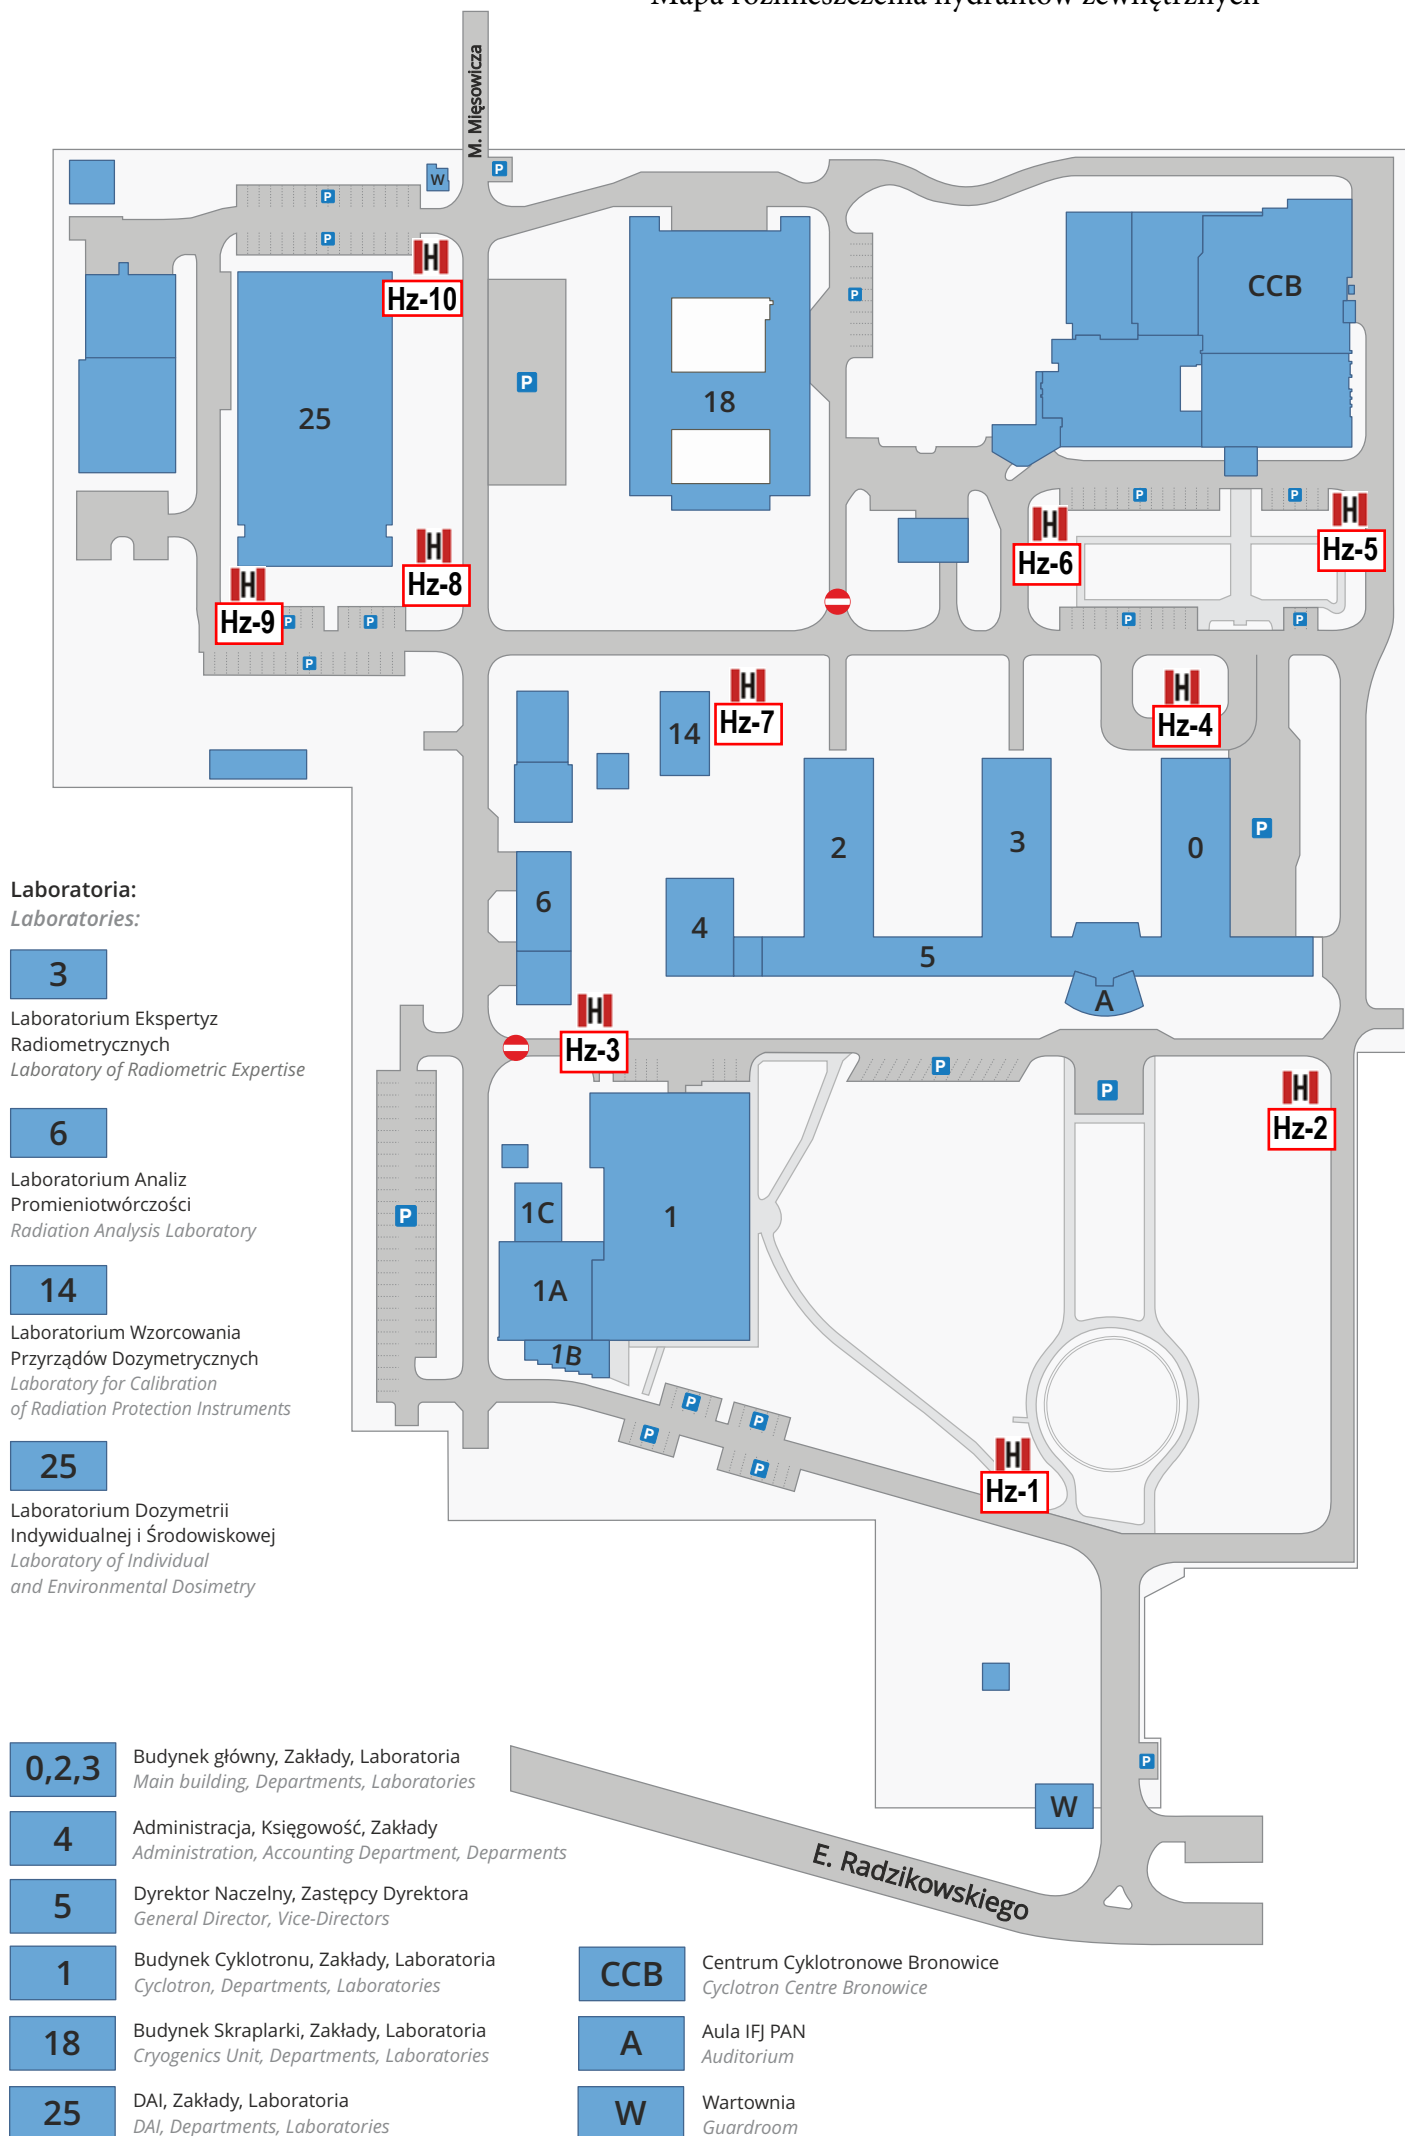 Mapa rozmieszczenia hydrantów zewnętrznych
M. Mięsowicza
P
W
P
P
H
Hz-10
CCB
P
P
25
18
P
P
H
Hz-5
H
Hz-6
H
Hz-8
H
Hz-9
P
P
P
P
P
H
Hz-7
14
H
Hz-4
2
3
0
P
6
4
5
A
H
Hz-3
P
P
H
Hz-2
1C
1
P
1A
1B
P
P
P
P
H
Hz-1
Laboratoria:
Laboratories:
3
Laboratorium Ekspertyz
Radiometrycznych
Laboratory of Radiometric Expertise
6
Laboratorium Analiz
Promieniotwórczości
Radiation Analysis Laboratory
14
Laboratorium Wzorcowania
Przyrządów Dozymetrycznych
Laboratory for Calibration
of Radiation Protection Instruments
25
Laboratorium Dozymetrii
Indywidualnej i Środowiskowej
Laboratory of Individual
and Environmental Dosimetry
P
W
E. Radzikowskiego
0,2,3
Budynek główny, Zakłady, Laboratoria
Main building, Departments, Laboratories
4
Administracja, Księgowość, Zakłady
Administration, Accounting Department, Deparments
5
Dyrektor Naczelny, Zastępcy Dyrektora
General Director, Vice-Directors
1
Budynek Cyklotronu, Zakłady, Laboratoria
Cyclotron, Departments, Laboratories
18
Budynek Skraplarki, Zakłady, Laboratoria
Cryogenics Unit, Departments, Laboratories
25
DAI, Zakłady, Laboratoria
DAI, Departments, Laboratories
CCB
Centrum Cyklotronowe Bronowice
Cyclotron Centre Bronowice
A
Aula IFJ PAN
Auditorium
W
Wartownia
Guardroom